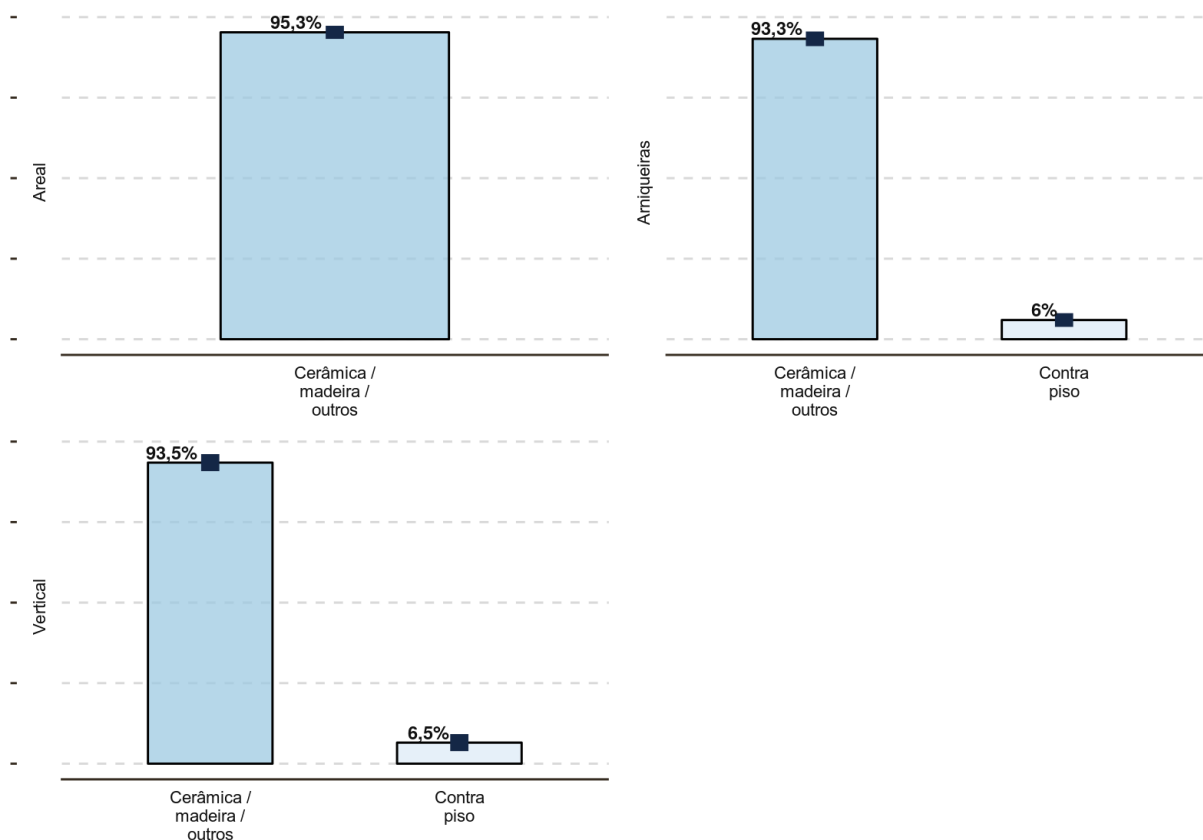 95,3%
Areal
Cerâmica /
madeira /
outros
93,3%
6%
Arniqueiras
Cerâmica /
madeira /
outros
Contra
piso
93,5%
6,5%
Vertical
Cerâmica /
madeira /
outros
Contra
piso